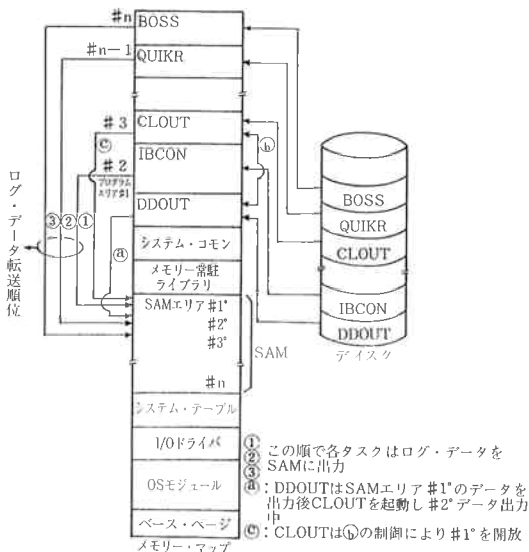 #n
BOSS
#n−1
QUIKR
#3
CLOUT
ⓒ
#2
IBCON
プログラム
エリア#1
DDOUT
ⓑ
ログ・データ転送順位
③②①
ⓐ
システム・コモン
メモリー常駐
ライブラリ
SAMエリア #1°
#2°
#3°
#n
SAM
システム・テーブル
I/Oドライバ
OSモジュール
ベース・ページ
メモリー・マップ
BOSS
QUIKR
CLOUT
IBCON
DDOUT
ディスク
①
② この順で各タスクはログ・データを
③ SAMに出力
ⓐ：DDOUTはSAMエリア#1°のデータを
出力後CLOUTを起動し#2°データ出力
中
ⓒ：CLOUTはⓑの制御により#1°を開放